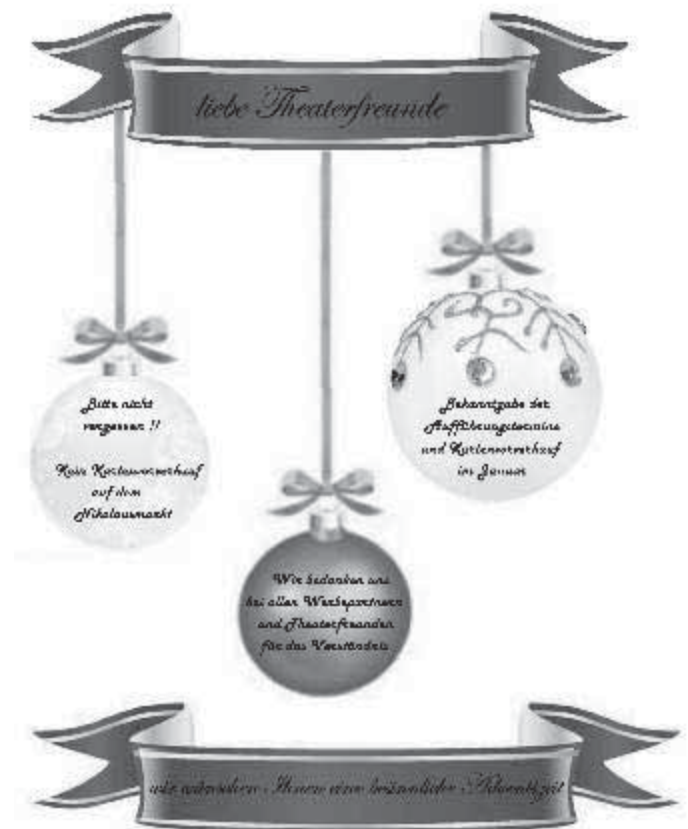 liebe Theaterfreunde
Bitte nicht
vergessen !!
Kein Kartenvorverkauf
auf dem
Nikolausmarkt
Bekanntgabe der
Aufführungstermine
und Kartenvorverkauf
im Januar
Wir bedanken uns
bei allen Werbepartnern
und Theaterfreunden
für das Verständnis
wir wünschen Ihnen eine besinnliche Adventszeit